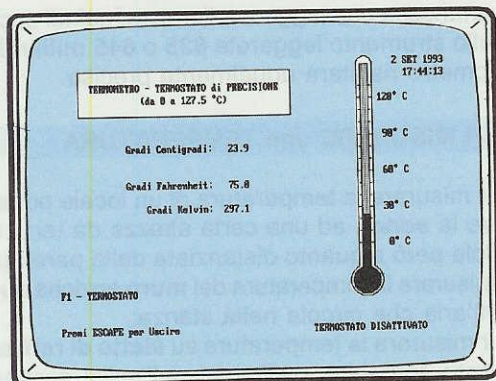 2 SET 1993
17:44:13
TERMOMETRO - TERMOSTATO di PRECISIONE
(da 0 a 127.5 °C)
Gradi Centigradi: 23.9
Gradi Fahrenheit: 75.0
Gradi Kelvin: 297.1
120° C
90° C
60° C
30° C
0° C
F1 - TERMOSTATO
Premi ESCAPE per Uscire
TERMOSTATO DISATTIVATO